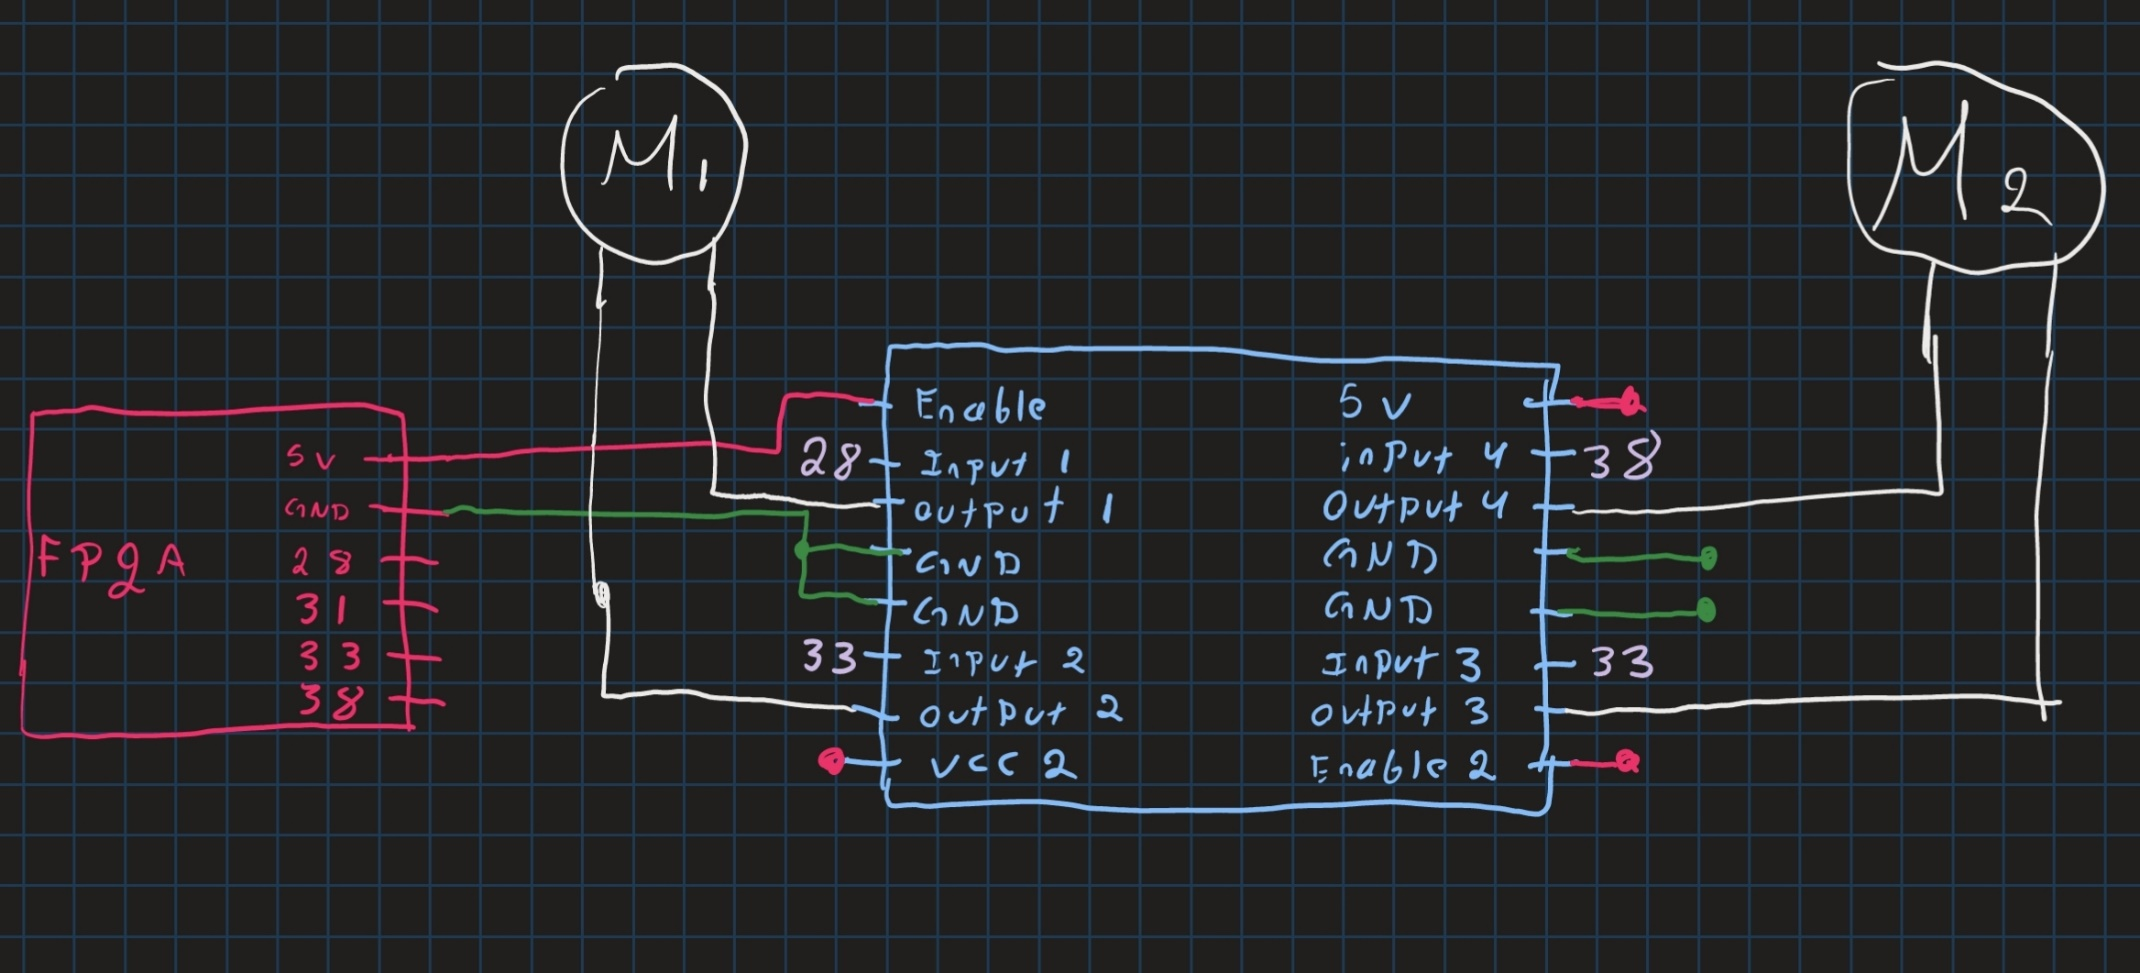 M1
M2
5V
GND
FPgA
28
31
33
38
Enable
28 Input 1
output 1
GND
GND
33 Input 2
output 2
VCC 2
5V
inPut 4 38
Output 4
GND
GND
Input 3 33
output 3
Enable 2